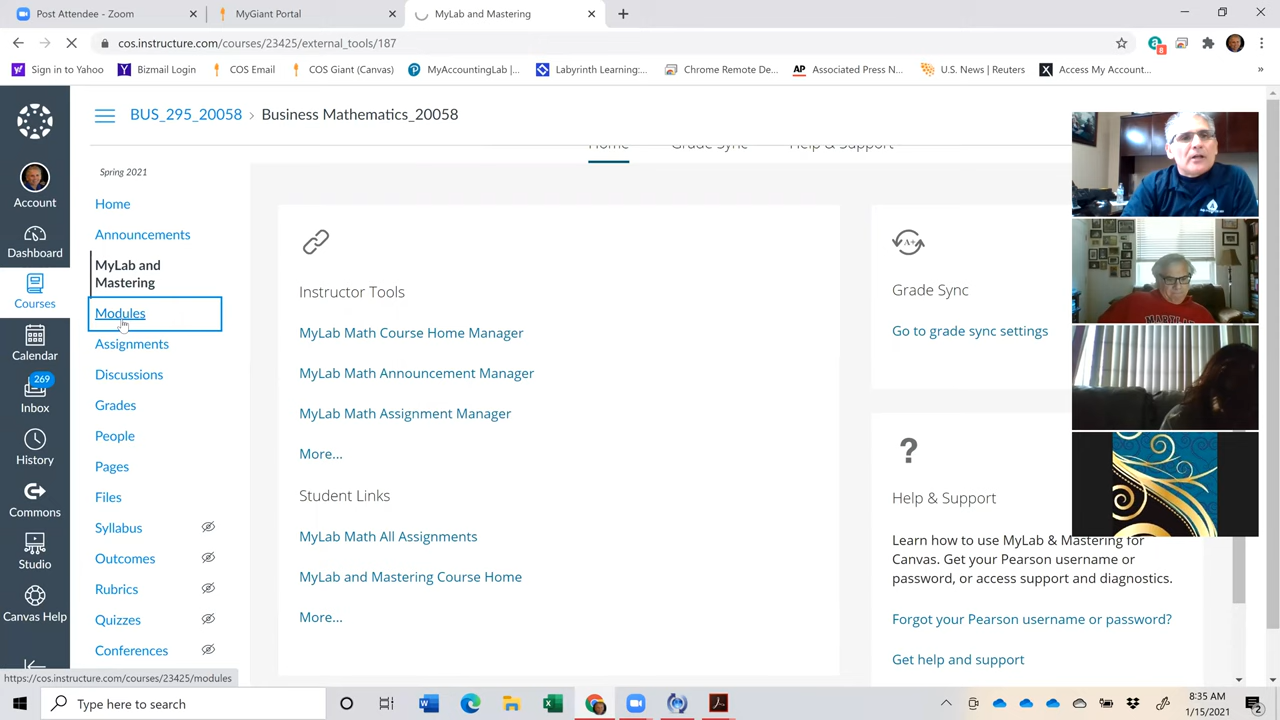 Post Attendee - Zoom
MyGiant Portal
MyLab and Mastering
cos.instructure.com/courses/23425/external_tools/187
Sign in to Yahoo
Bizmail Login
COS Email
COS Giant (Canvas)
MyAccountingLab |...
Labyrinth Learning:...
Chrome Remote De...
AP Associated Press N...
U.S. News | Reuters
Access My Account...
BUS_295_20058 > Business Mathematics_20058
Home
Grade Sync
Help & Support
Account
Dashboard
Courses
Calendar
269
Inbox
History
Commons
Studio
Canvas Help
Spring 2021
Home
Announcements
MyLab and
Mastering
Modules
Assignments
Discussions
Grades
People
Pages
Files
Syllabus
Outcomes
Rubrics
Quizzes
Conferences
Instructor Tools
MyLab Math Course Home Manager
MyLab Math Announcement Manager
MyLab Math Assignment Manager
More...
Student Links
MyLab Math All Assignments
MyLab and Mastering Course Home
More...
A+
Grade Sync
Go to grade sync settings
?
Help & Support
Learn how to use MyLab & Mastering for
Canvas. Get your Pearson username or
password, or access support and diagnostics.
Forgot your Pearson username or password?
Get help and support
https://cos.instructure.com/courses/23425/modules
Type here to search
8:35 AM
1/15/2021
2